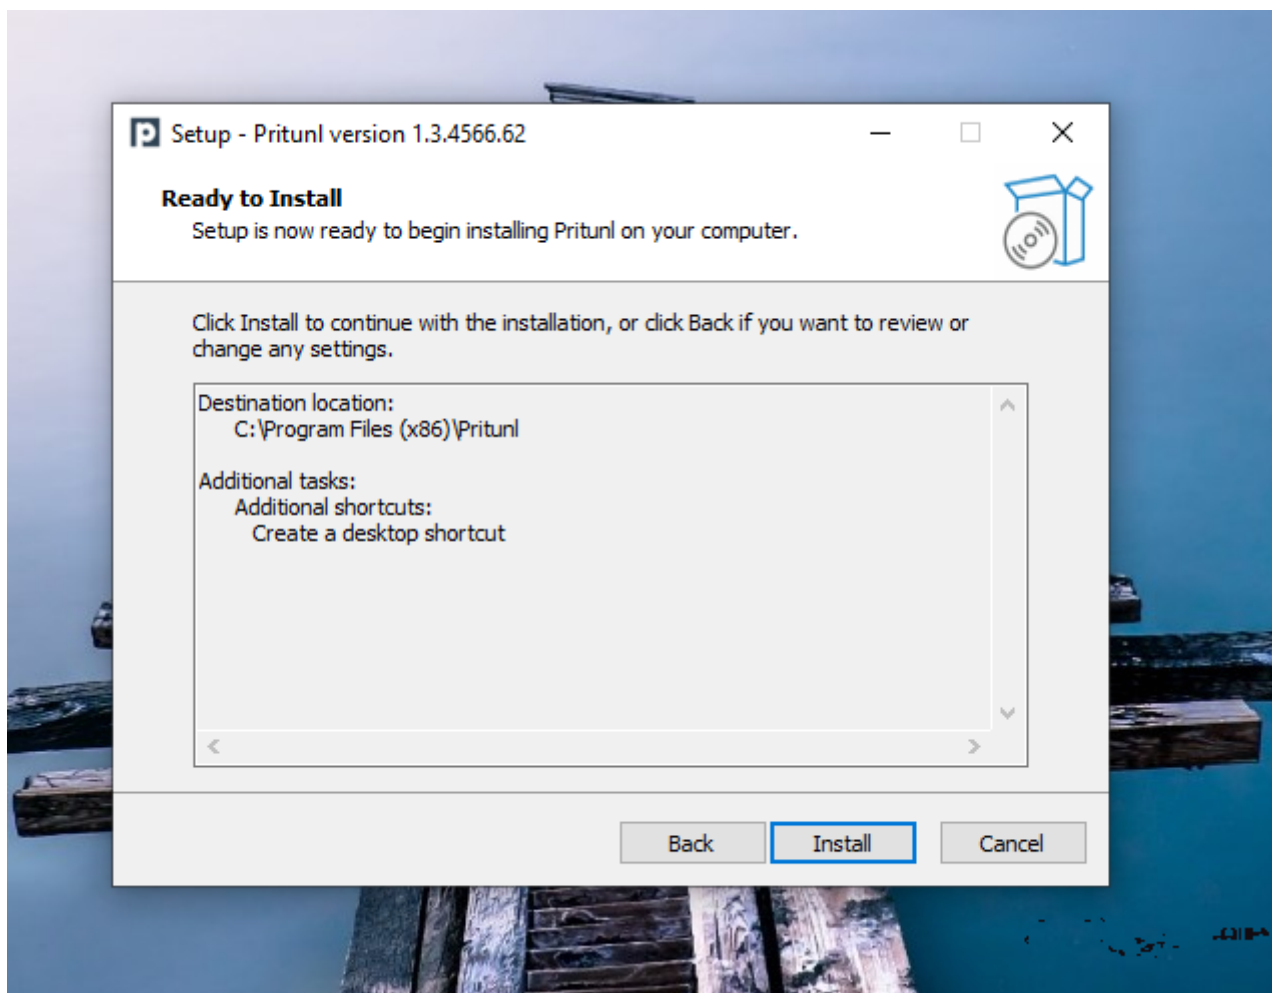 Setup - Pritunl version 1.3.4566.62
Ready to Install
Setup is now ready to begin installing Pritunl on your computer.
Click Install to continue with the installation, or click Back if you want to review or
change any settings.
Destination location:
C:\Program Files (x86)\Pritunl
Additional tasks:
Additional shortcuts:
Create a desktop shortcut
Back
Install
Cancel